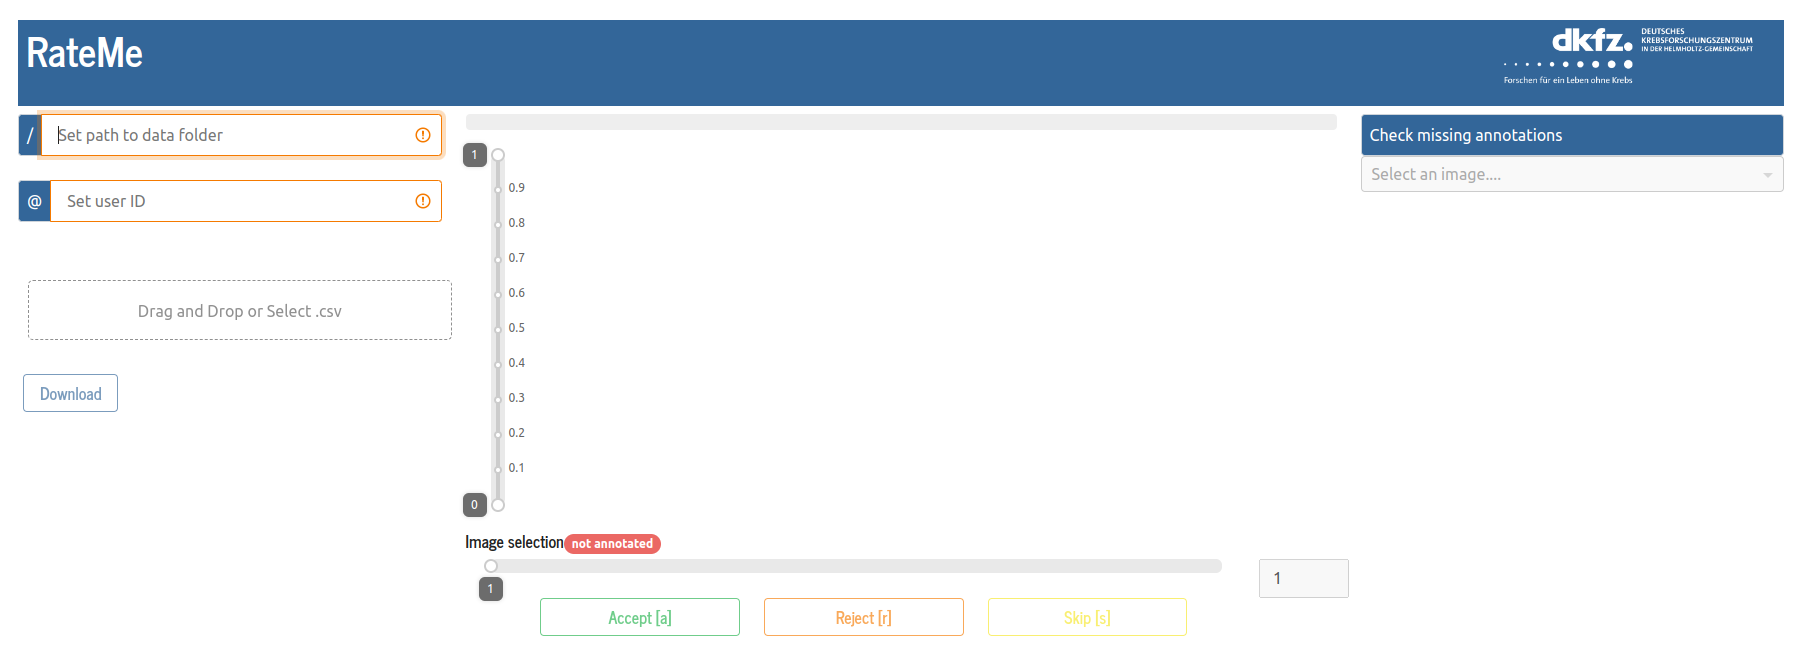 RateMe
dkfz.
DEUTSCHES
KREBSFORSCHUNGSZENTRUM
IN DER HELMHOLTZ-GEMEINSCHAFT
Forschen für ein Leben ohne Krebs
/ Set path to data folder
@ Set user ID
Drag and Drop or Select .csv
Download
1
0.9
0.8
0.7
0.6
0.5
0.4
0.3
0.2
0.1
0
Image selection not annotated
1
1
Accept [a] Reject [r] Skip [s]
Check missing annotations
Select an image....